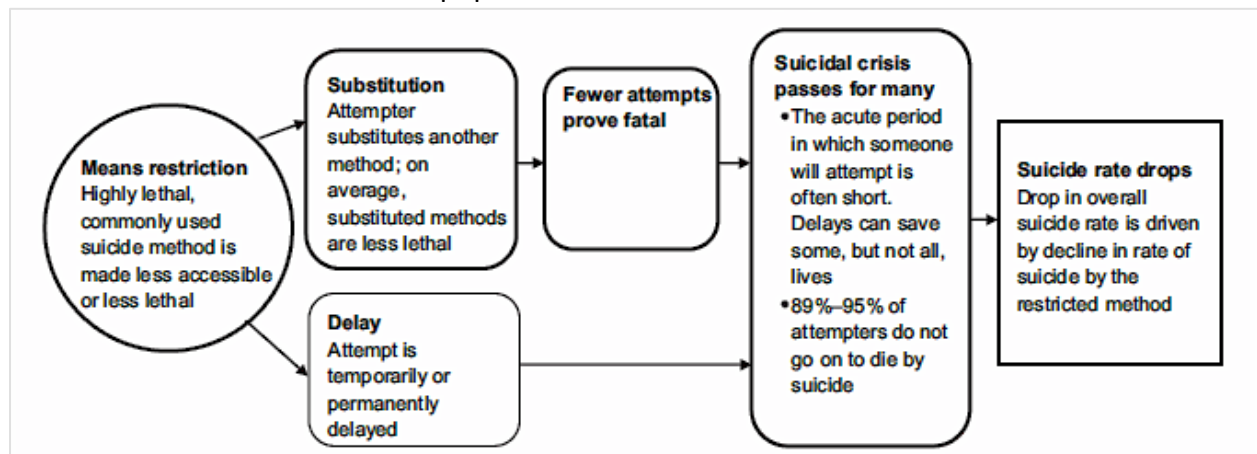 Means restriction
Highly lethal,
commonly used
suicide method is
made less accessible
or less lethal
Substitution
Attempter
substitutes another
method; on
average,
substituted methods
are less lethal
Delay
Attempt is
temporarily or
permanently
delayed
Fewer attempts
prove fatal
Suicidal crisis
passes for many
•The acute period
in which someone
will attempt is
often short.
Delays can save
some, but not all,
lives
•89%–95% of
attempters do not
go on to die by
suicide
Suicide rate drops
Drop in overall
suicide rate is driven
by decline in rate of
suicide by the
restricted method